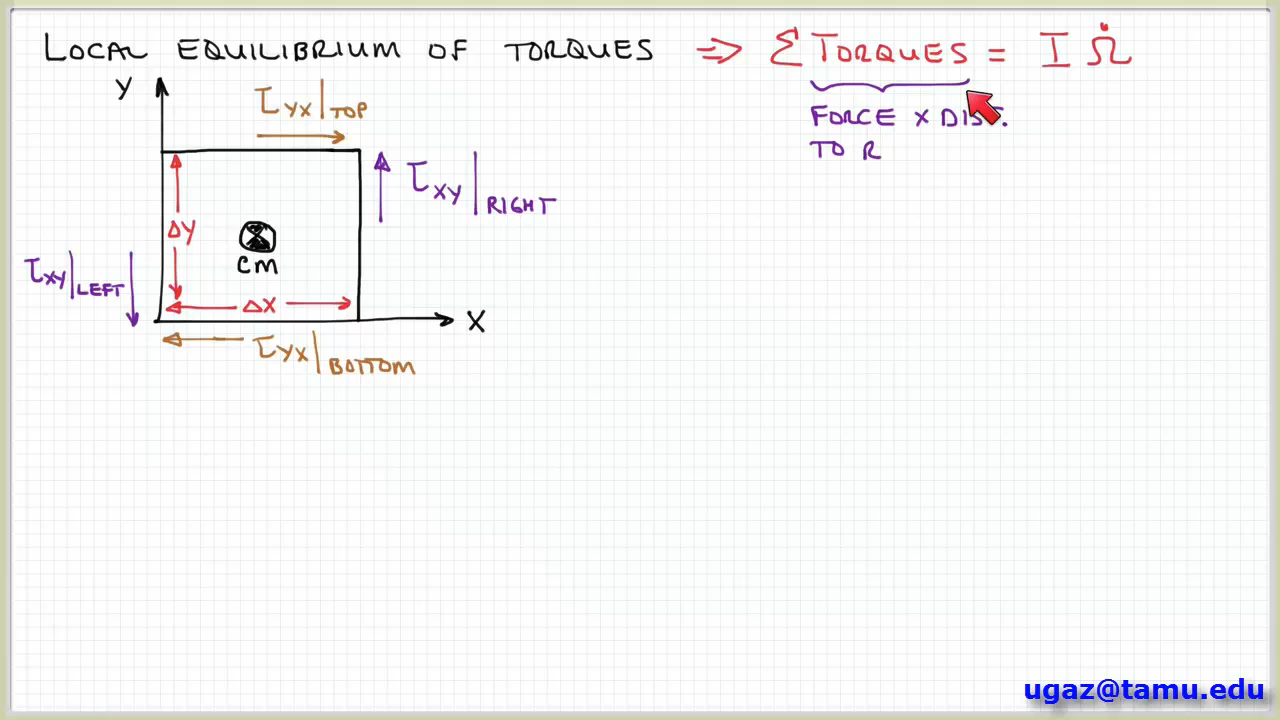 LOCAL EQUILIBRIUM OF TORQUES ⇒ Σ TORQUES = I Ω̇
FORCE × DIST.
TO R
Y
τYX|TOP
τXY|RIGHT
ΔY
CM
τXY|LEFT
ΔX
X
τYX|BOTTOM
ugaz@tamu.edu